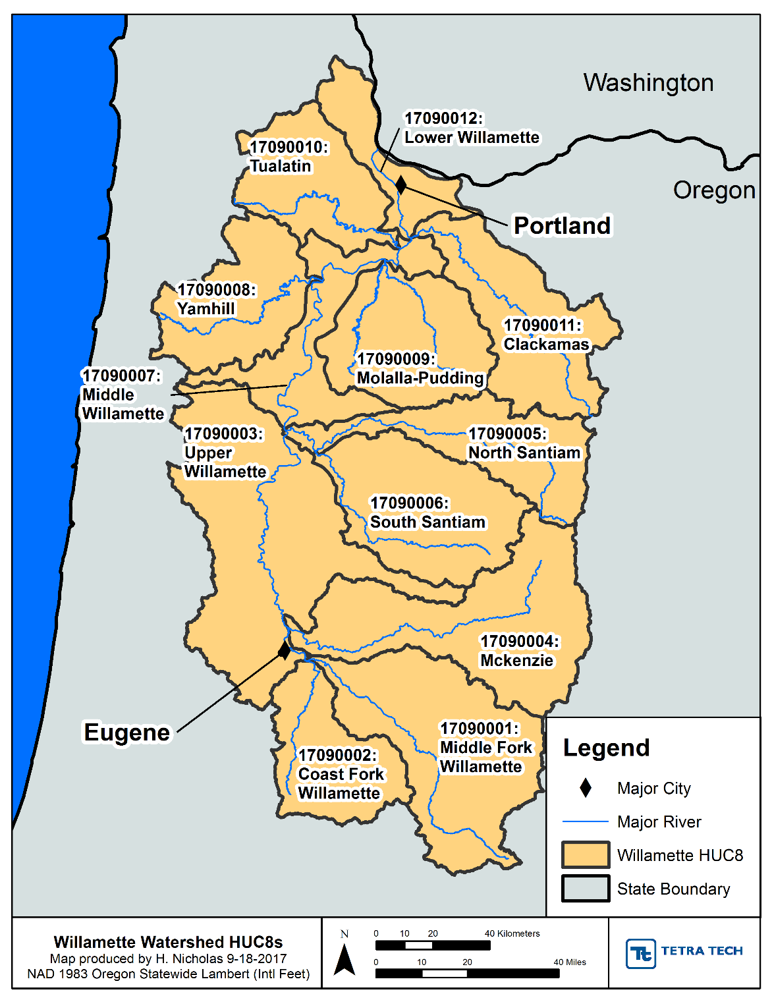 Washington
17090012:
Lower Willamette
17090010:
Tualatin
Oregon
Portland
17090008:
Yamhill
17090011:
Clackamas
17090009:
Molalla-Pudding
17090007:
Middle
Willamette
17090003:
Upper
Willamette
17090005:
North Santiam
17090006:
South Santiam
17090004:
Mckenzie
Eugene
17090001:
Middle Fork
Willamette
17090002:
Coast Fork
Willamette
Legend
Major City
Major River
Willamette HUC8
State Boundary
Willamette Watershed HUC8s
Map produced by H. Nicholas 9-18-2017
NAD 1983 Oregon Statewide Lambert (Intl Feet)
N
0 10 20 40 Kilometers
0 10 20 40 Miles
Tt TETRA TECH